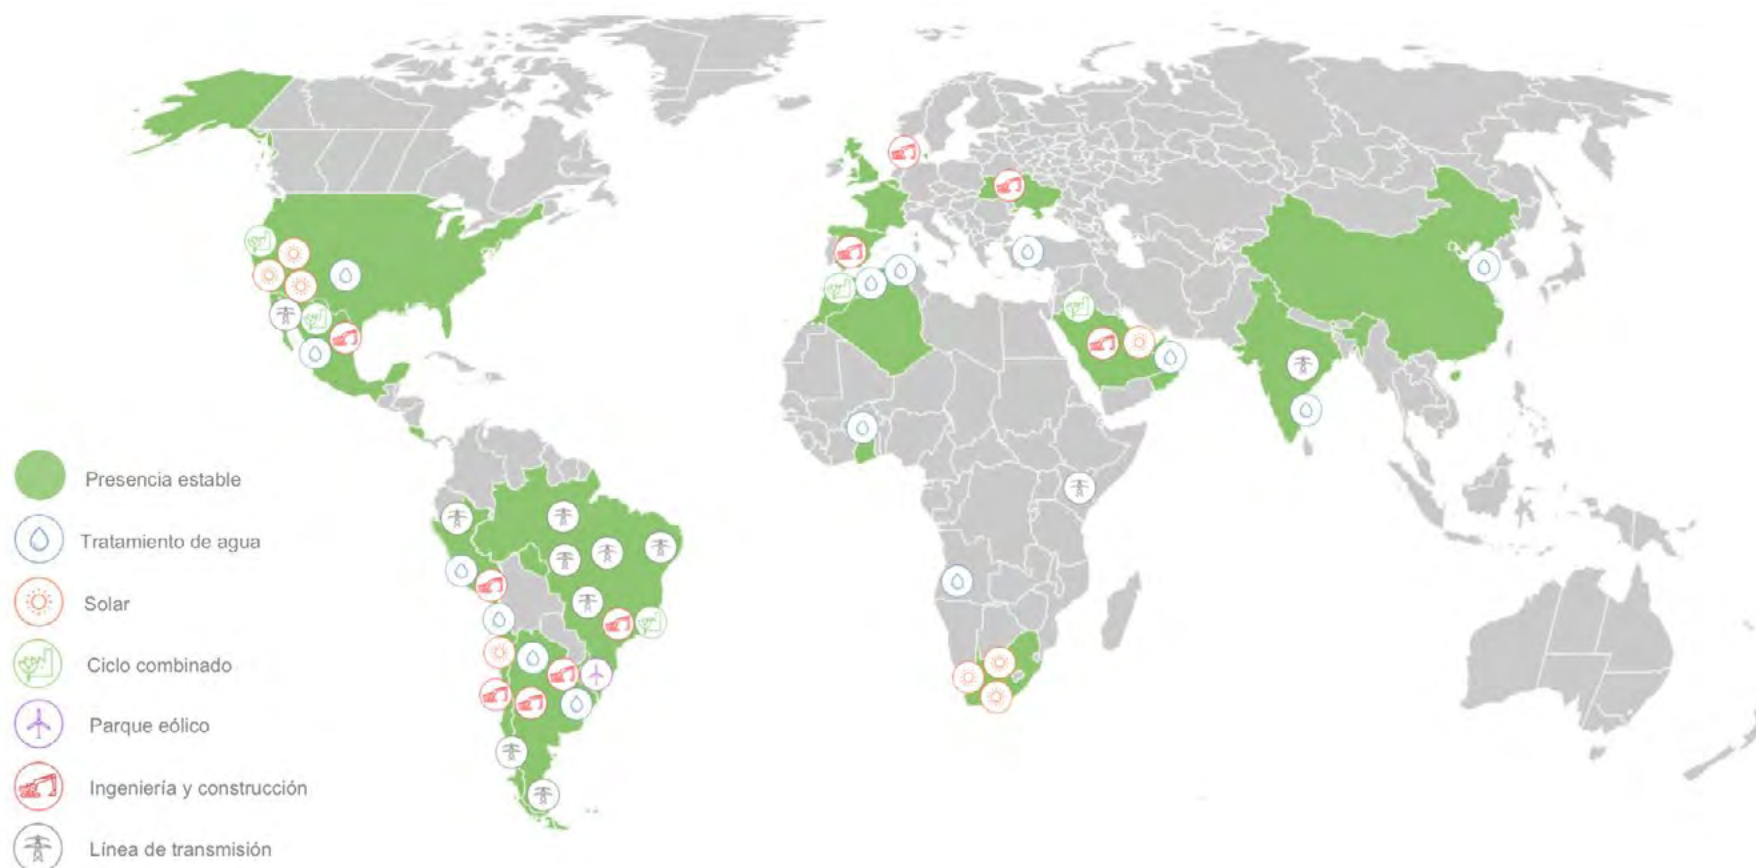 Presencia estable
Tratamiento de agua
Solar
Ciclo combinado
Parque eólico
Ingeniería y construcción
Línea de transmisión